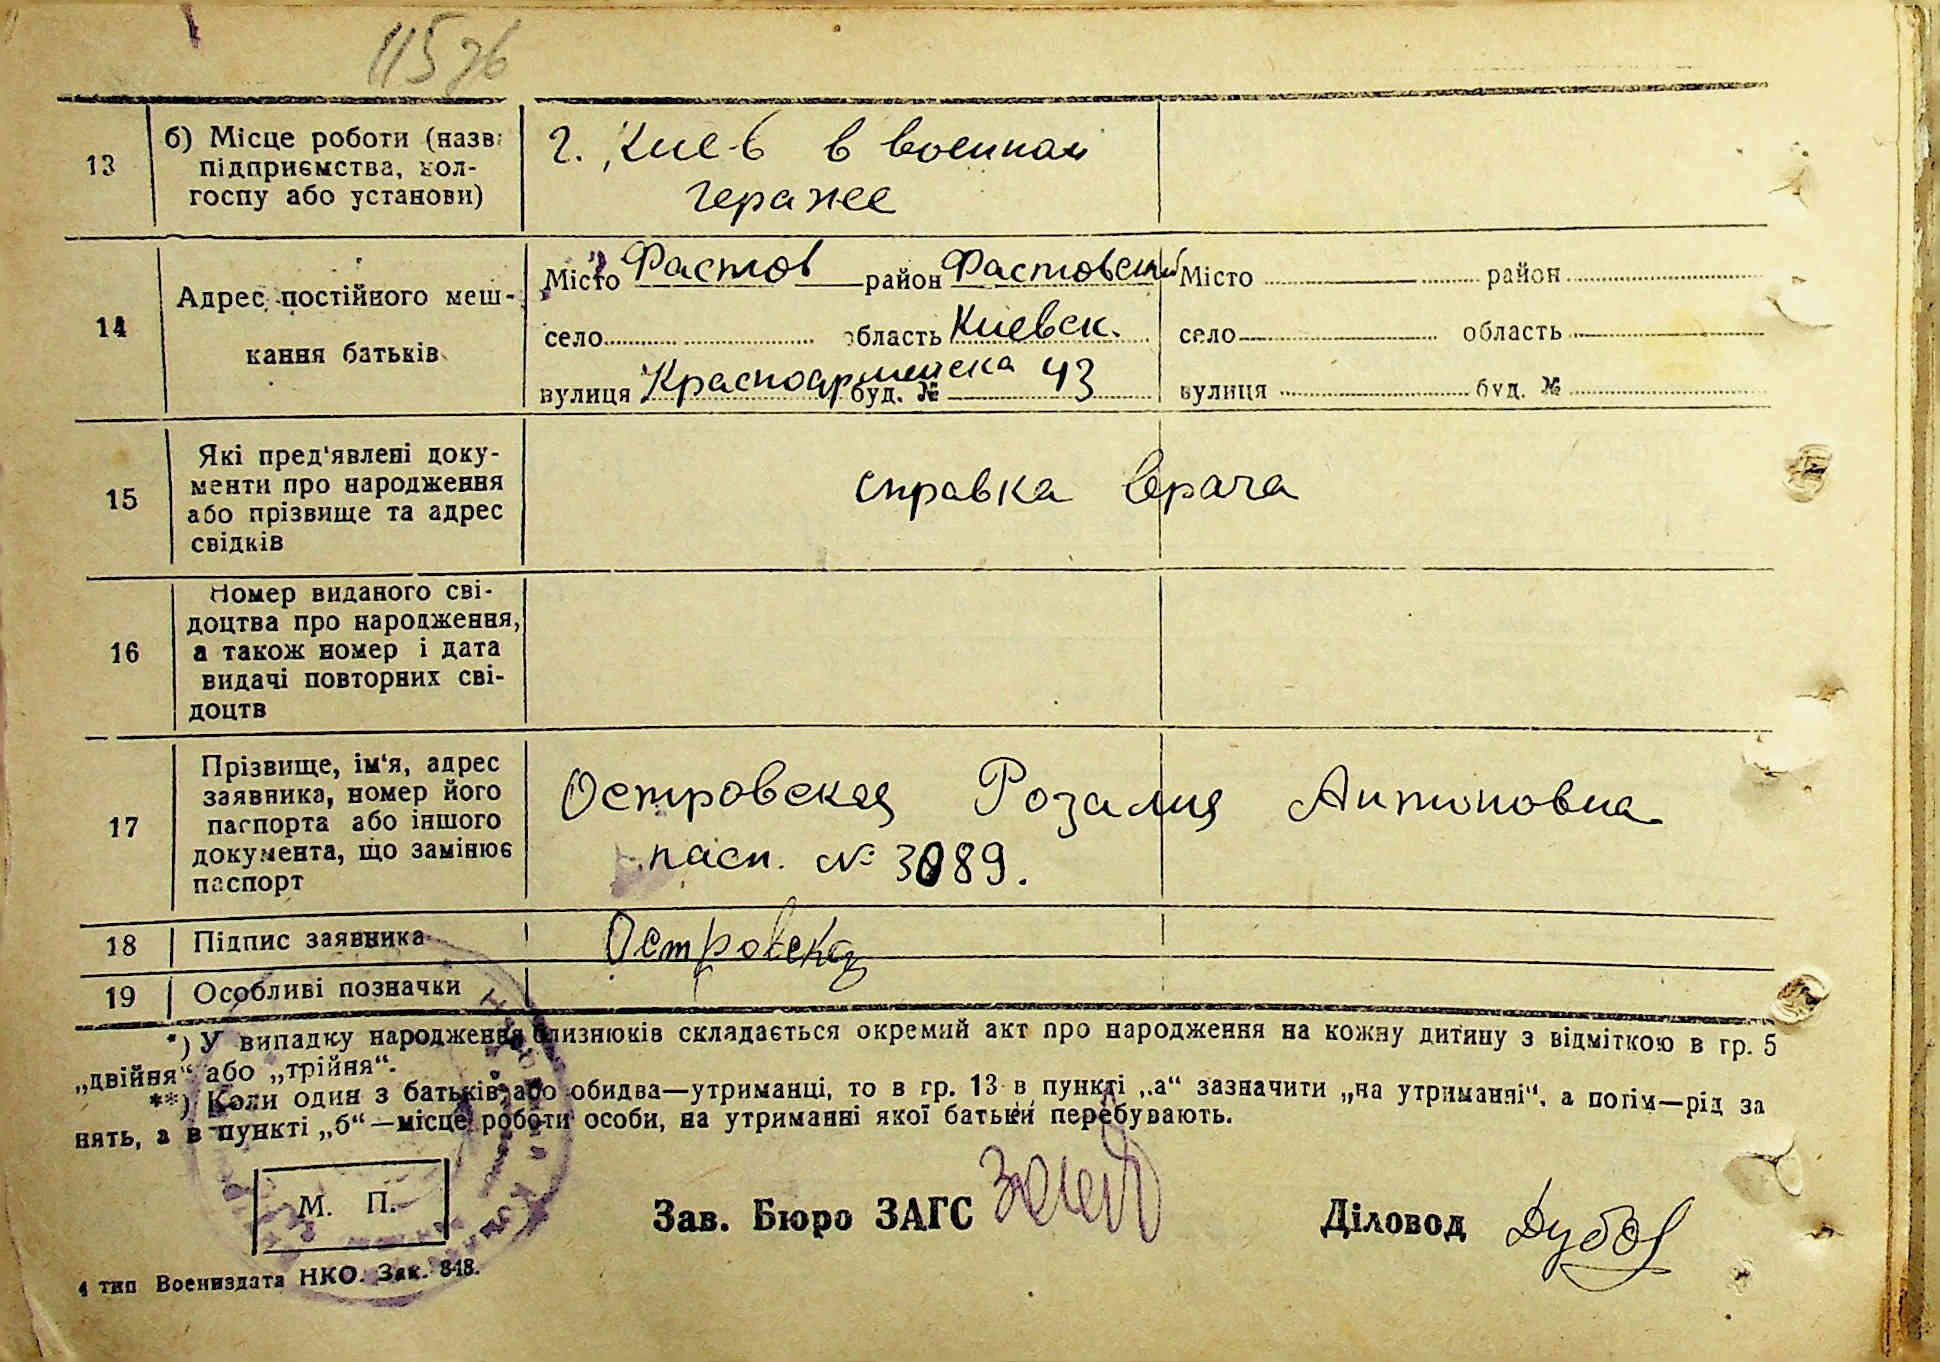 115 зб
13
б) Місце роботи (назв
підприємства, кол-
госпу або установи)
г. Киев в военном
гераже
14
Адрес постійного меш-
кання батьків
Місто Фастов район Фастовский
село область Киевск.
вулиця Красноармейска буд. № 43
Місто район
село область
вулиця буд. №
15
Які пред'явлені доку-
менти про народження
або прізвище та адрес
свідків
справка врача
16
Номер виданого сві-
доцтва про народження,
а також номер і дата
видачі повторних сві-
доцтв
17
Прізвище, ім'я, адрес
заявника, номер його
паспорта або іншого
документа, що замінює
паспорт
Островская Розалия Антоновна
пасп. № 3089.
18
Підпис заявника
Островска
19
Особливі позначки
*) У випадку народження близнюків складається окремий акт про народження на кожну дитину з відміткою в гр. 5
„двійня“ або „трійня“.
**) Коли один з батьків або обидва—утриманці, то в гр. 13 в пункті „а“ зазначити „на утриманні“, а потім—рід за
нять, а в пункті „б“—місце роботи особи, на утриманні якої батьки перебувають.
М. П.
Зав. Бюро ЗАГС
Діловод Дубов
4 тип Воениздата НКО. Зак. 848.